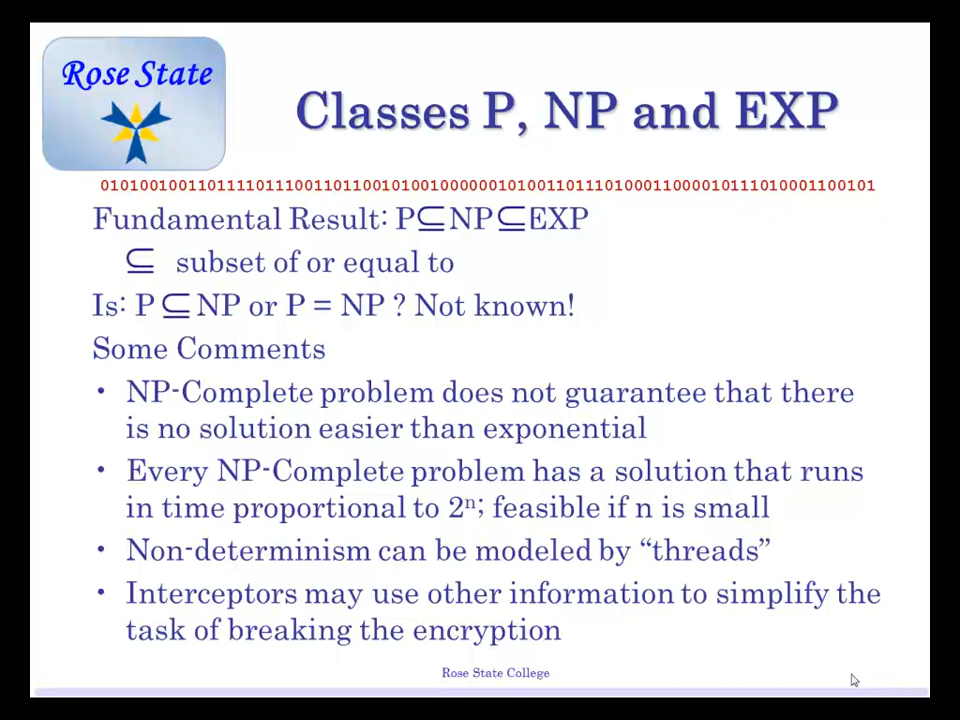 Rose State
Classes P, NP and EXP
01010010011011110111001101100101001000000101001101110100011000010111010001100101
Fundamental Result: P⊆NP⊆EXP
⊆ subset of or equal to
Is: P ⊆ NP or P = NP ? Not known!
Some Comments
• NP-Complete problem does not guarantee that there
is no solution easier than exponential
• Every NP-Complete problem has a solution that runs
in time proportional to 2ⁿ; feasible if n is small
• Non-determinism can be modeled by “threads”
• Interceptors may use other information to simplify the
task of breaking the encryption
Rose State College